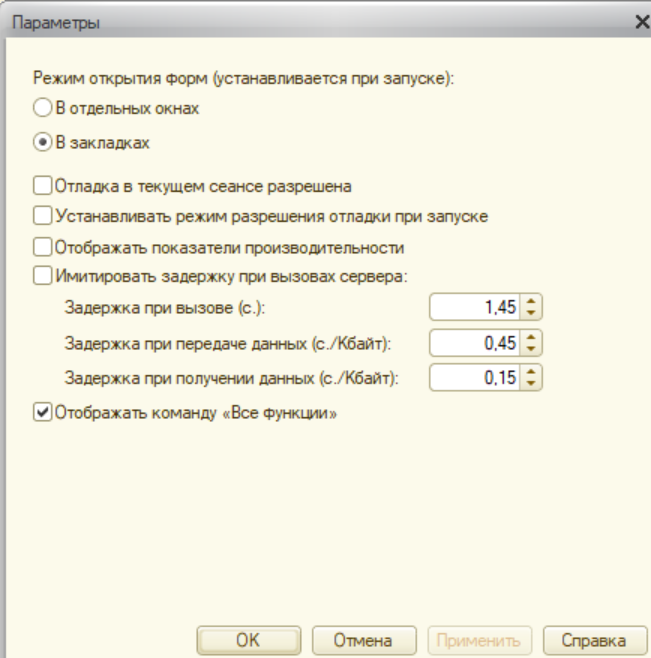 Параметры
Режим открытия форм (устанавливается при запуске):
В отдельных окнах
В закладках
Отладка в текущем сеансе разрешена
Устанавливать режим разрешения отладки при запуске
Отображать показатели производительности
Имитировать задержку при вызовах сервера:
Задержка при вызове (с.): 1,45
Задержка при передаче данных (с./Кбайт): 0,45
Задержка при получении данных (с./Кбайт): 0,15
Отображать команду «Все функции»
OK Отмена Применить Справка